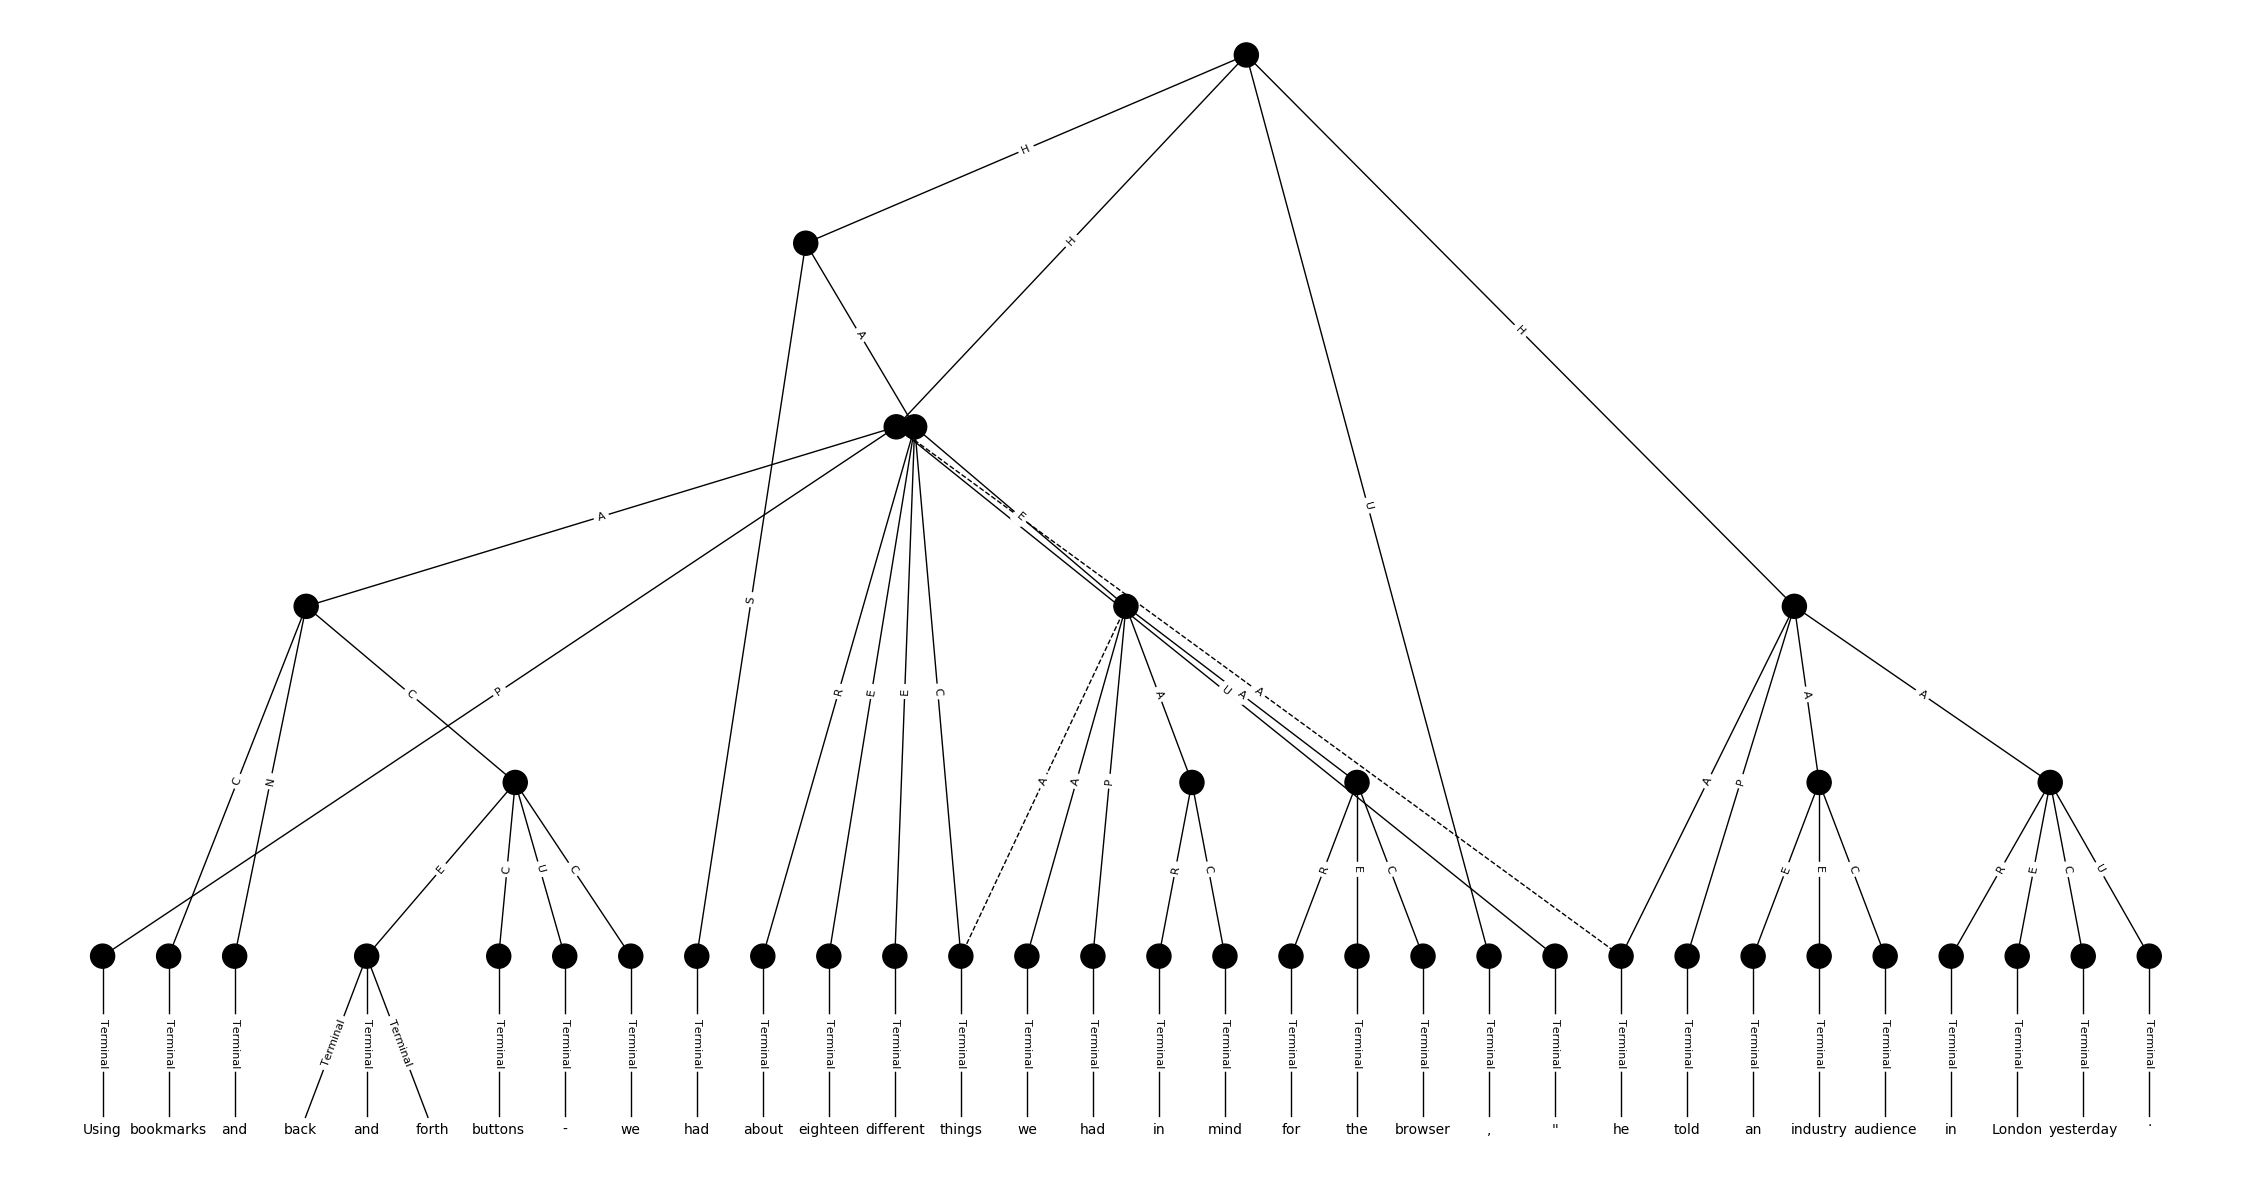 H
H
A
H
U
H
A
S
E
P
C
R
E
E
C
A
U
A
A
A
A
C
N
A
A
P
A
P
E
C
U
C
R
C
R
E
C
E
E
C
R
E
C
U
Terminal Terminal Terminal Terminal Terminal Terminal Terminal Terminal Terminal Terminal Terminal Terminal Terminal Terminal Terminal Terminal Terminal Terminal Terminal Terminal Terminal Terminal Terminal Terminal Terminal Terminal Terminal Terminal Terminal Terminal Terminal Terminal
Using bookmarks and back and forth buttons - we had about eighteen different things we had in mind for the browser , " he told an industry audience in London yesterday .